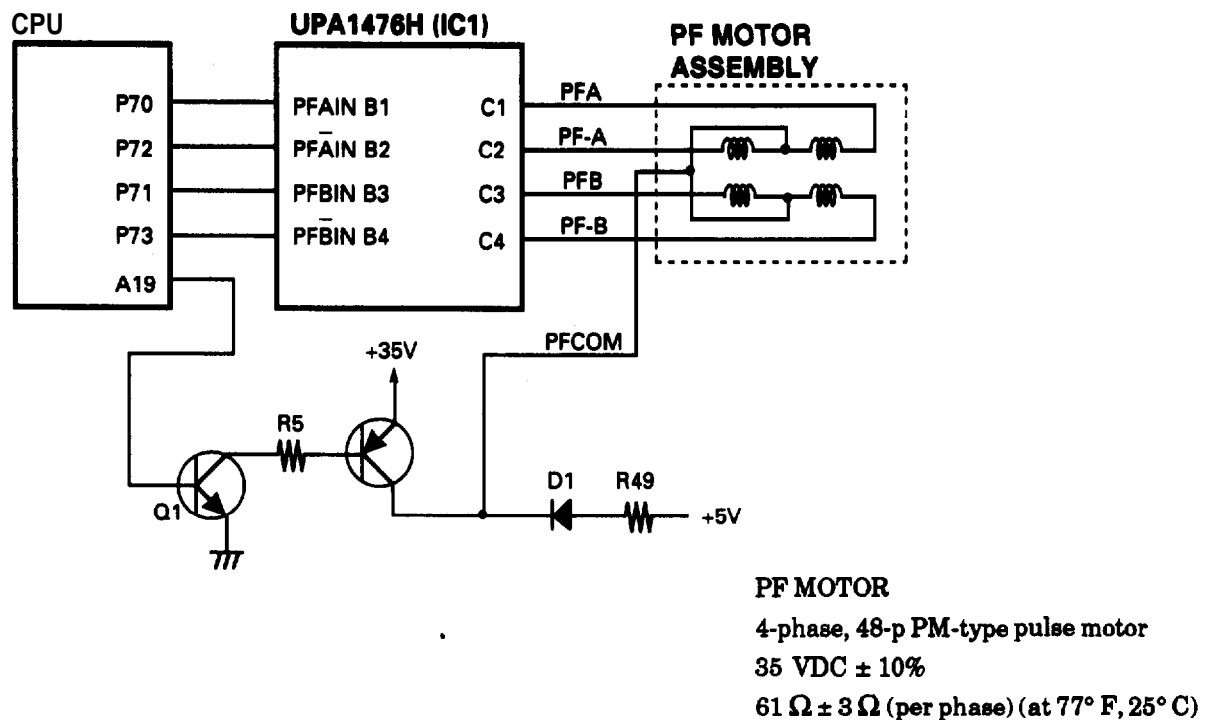 CPU
UPA1476H (IC1)
PF MOTOR
ASSEMBLY
P70
P72
P71
P73
A19
PFAIN B1
PFA̅IN B2
PFBIN B3
PFB̅IN B4
C1
C2
C3
C4
PFA
PF-A
PFB
PF-B
PFCOM
+35V
R5
Q1
D1
R49
+5V
PF MOTOR
4-phase, 48-p PM-type pulse motor
35 VDC ± 10%
61 Ω ± 3 Ω (per phase) (at 77° F, 25° C)